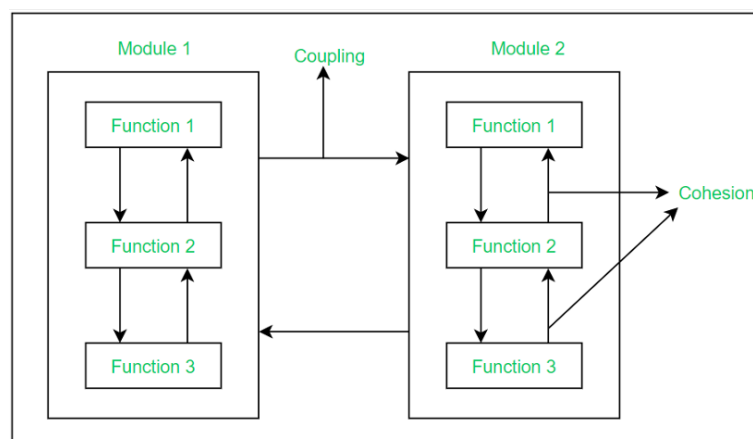 Module 1
Coupling
Module 2
Function 1
Function 2
Function 3
Function 1
Function 2
Function 3
Cohesion